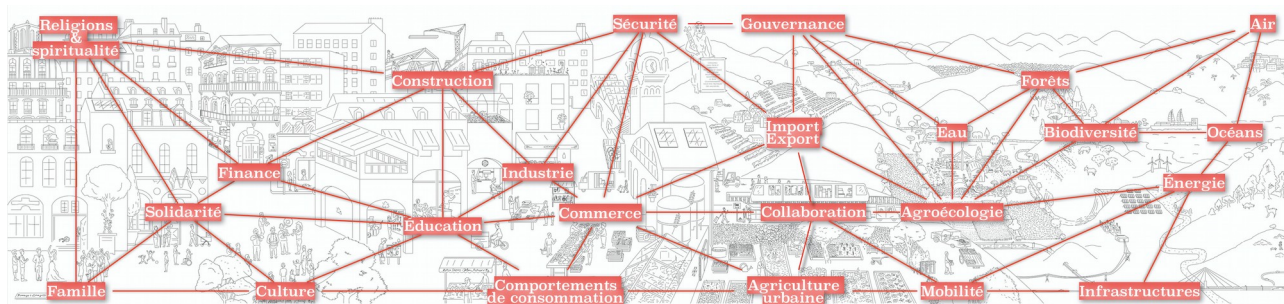 Religions
&
spiritualité
Sécurité
Gouvernance
Air
Construction
Forêts
Import
Export
Eau
Biodiversité
Océans
Finance
Industrie
Énergie
Solidarité
Éducation
Commerce
Collaboration
Agroécologie
Famille
Culture
Comportements
de consommation
Agriculture
urbaine
Mobilité
Infrastructures